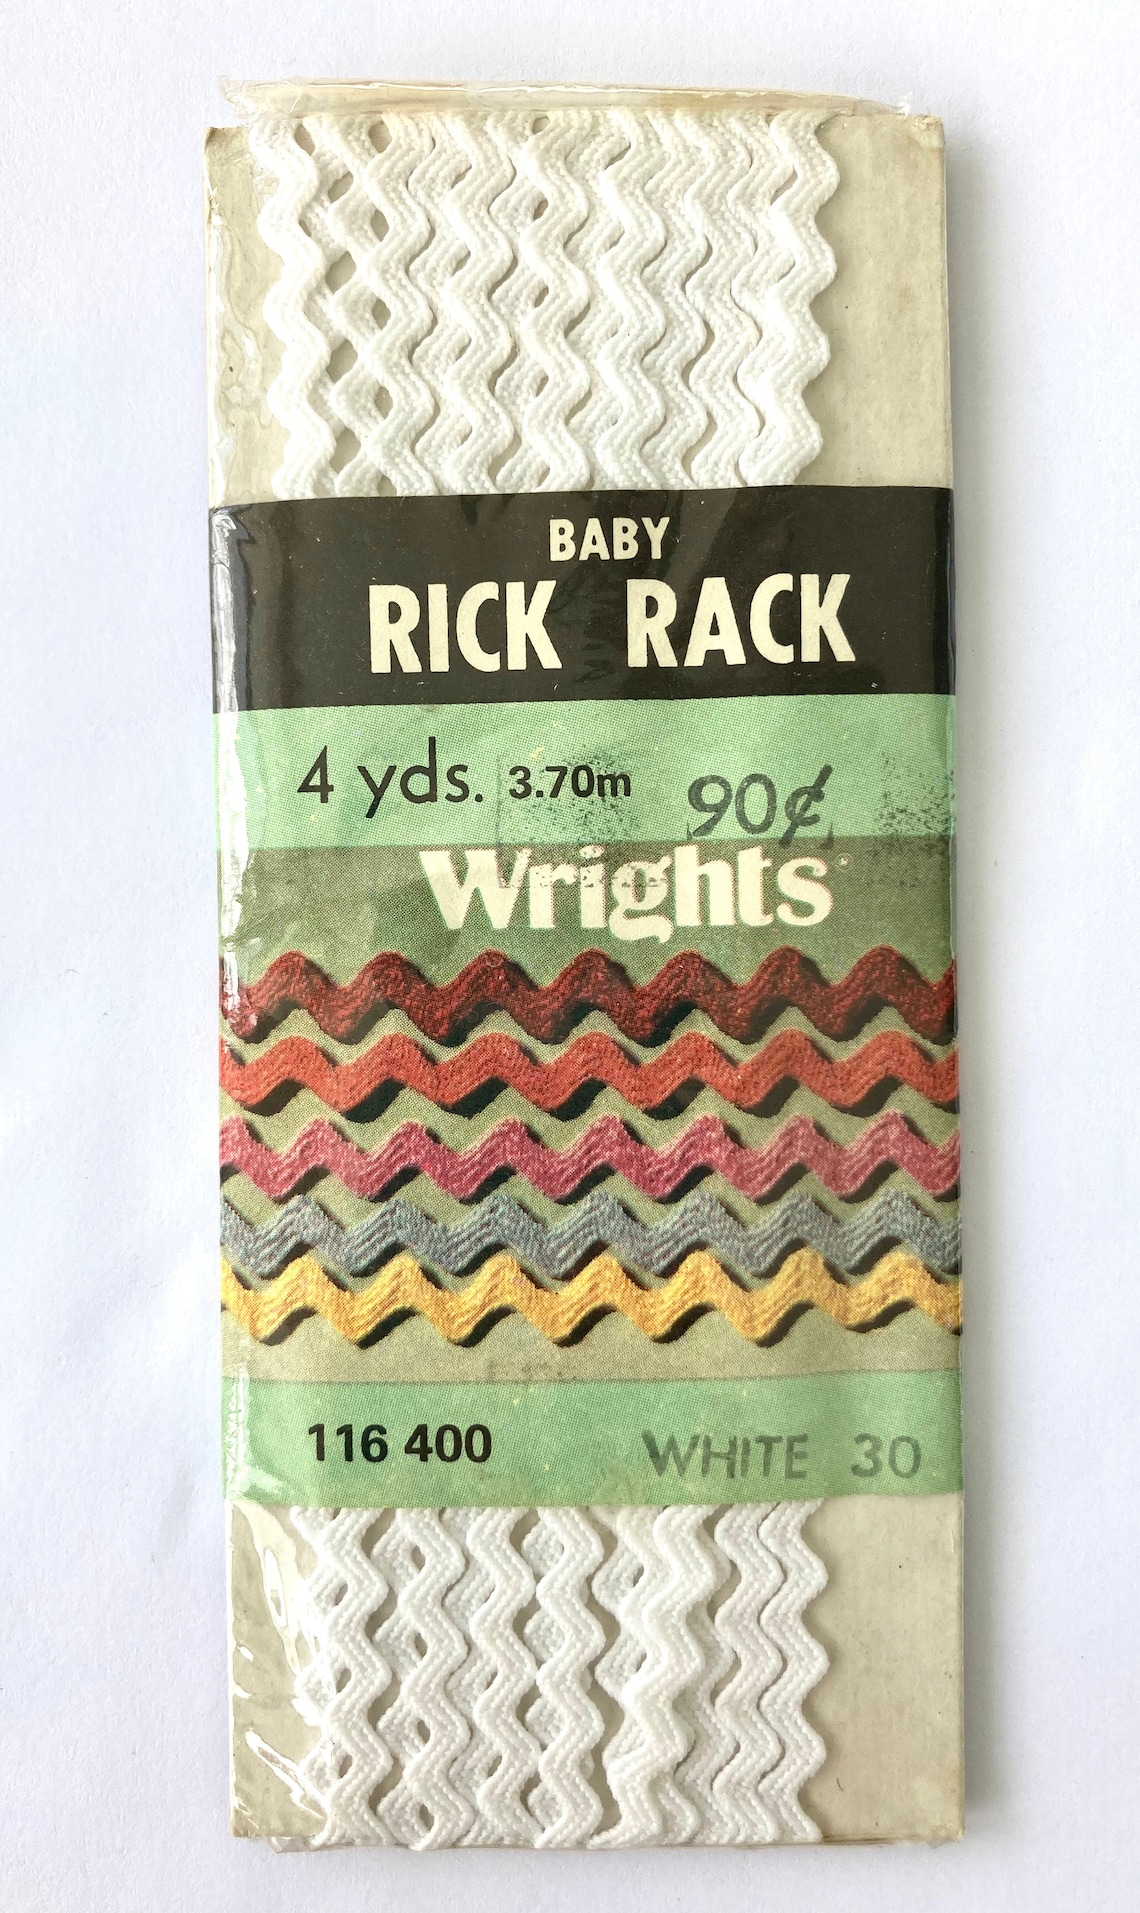 BABY
RICK RACK
4 yds. 3.70m 90¢
Wrights
116 400 WHITE 30